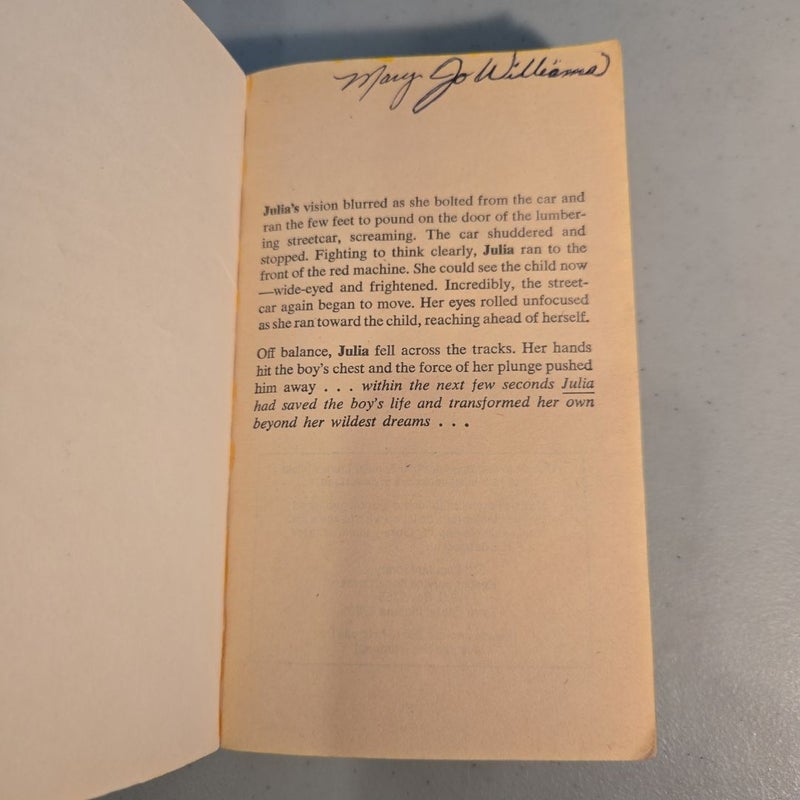 Mary Jo Williams
Julia's vision blurred as she bolted from the car and
ran the few feet to pound on the door of the lumber-
ing streetcar, screaming. The car shuddered and
stopped. Fighting to think clearly, Julia ran to the
front of the red machine. She could see the child now
—wide-eyed and frightened. Incredibly, the street-
car again began to move. Her eyes rolled unfocused
as she ran toward the child, reaching ahead of herself.
Off balance, Julia fell across the tracks. Her hands
hit the boy's chest and the force of her plunge pushed
him away . . . within the next few seconds Julia
had saved the boy's life and transformed her own
beyond her wildest dreams . . .